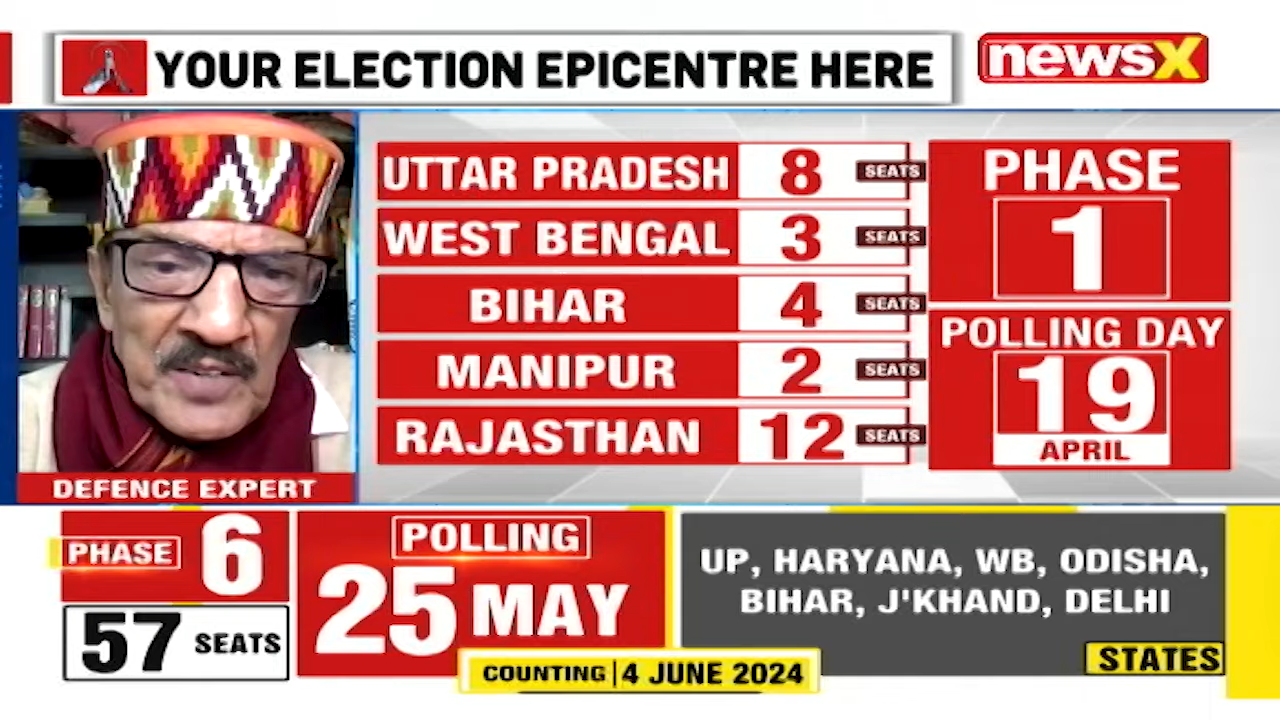 YOUR ELECTION EPICENTRE HERE
newsX
UTTAR PRADESH 8 SEATS
WEST BENGAL 3 SEATS
BIHAR 4 SEATS
MANIPUR 2 SEATS
RAJASTHAN 12 SEATS
PHASE
1
POLLING DAY
19
APRIL
DEFENCE EXPERT
PHASE 6
57 SEATS
POLLING
25 MAY
UP, HARYANA, WB, ODISHA,
BIHAR, J'KHAND, DELHI
STATES
COUNTING | 4 JUNE 2024